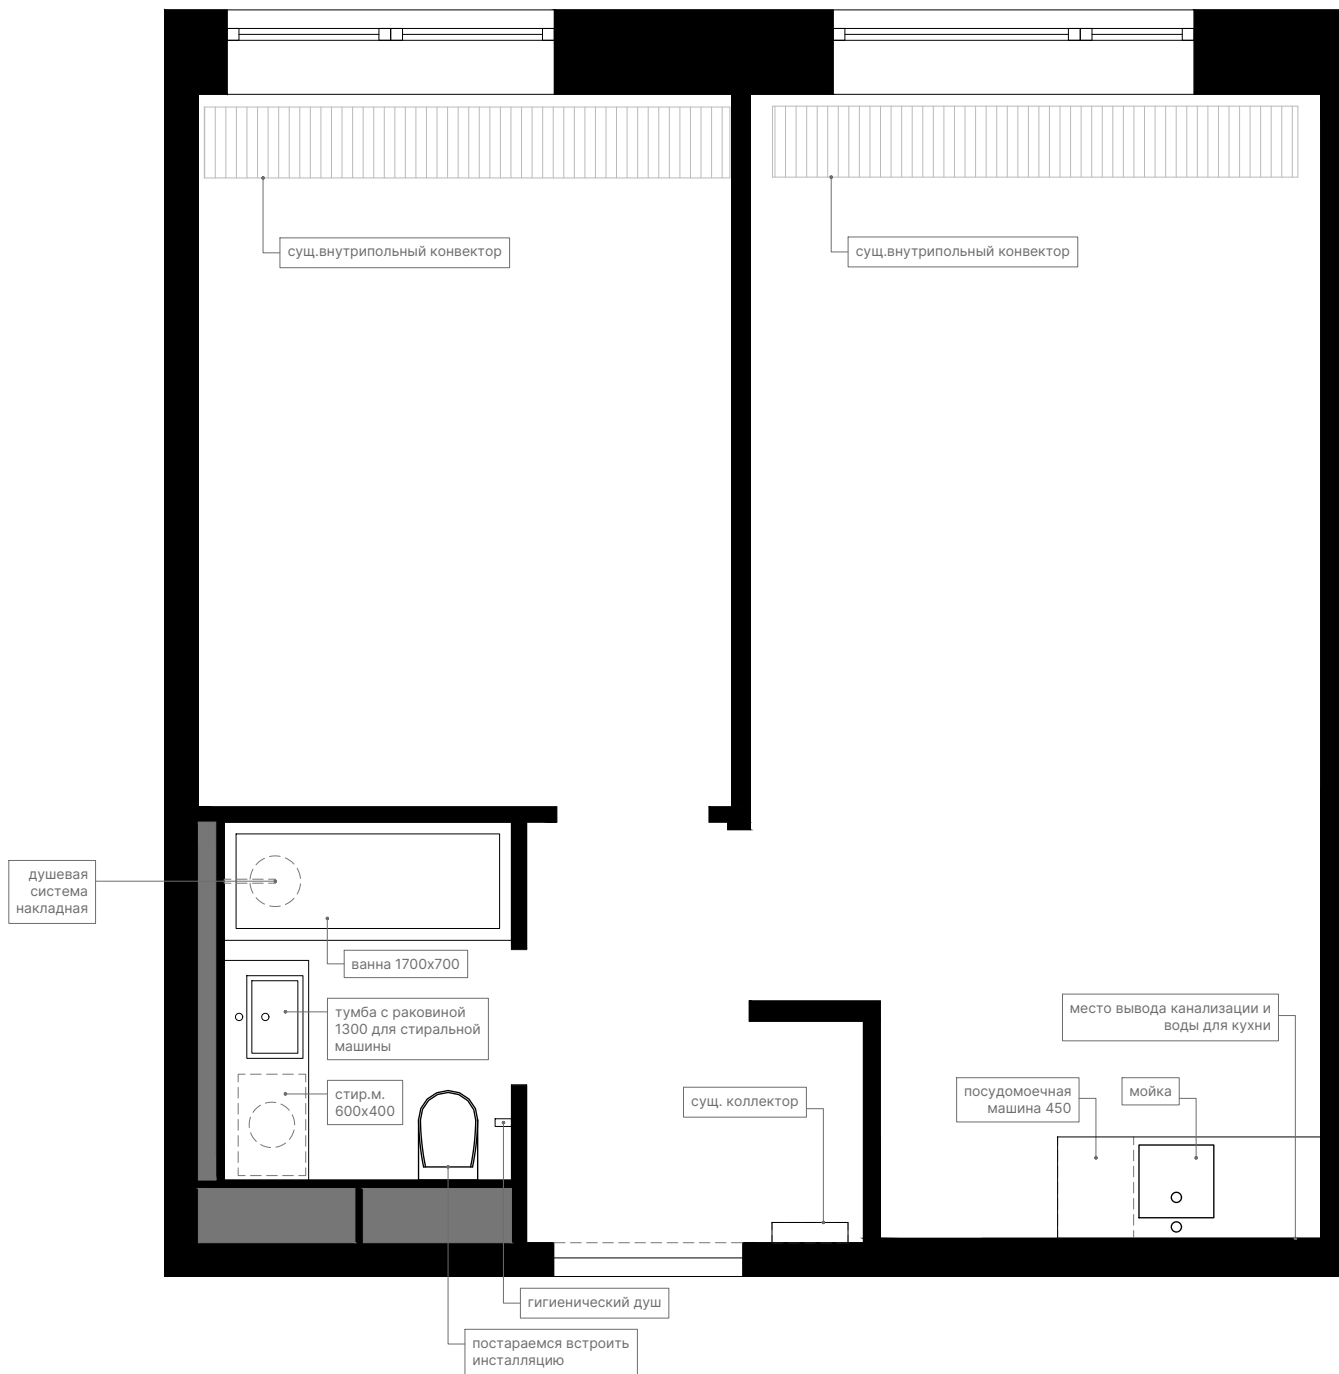 сущ.внутрипольный конвектор
сущ.внутрипольный конвектор
душевая
система
накладная
ванна 1700х700
тумба с раковиной
1300 для стиральной
машины
стир.м.
600х400
место вывода канализации и
воды для кухни
посудомоечная
машина 450
мойка
сущ. коллектор
гигиенический душ
постараемся встроить
инсталляцию